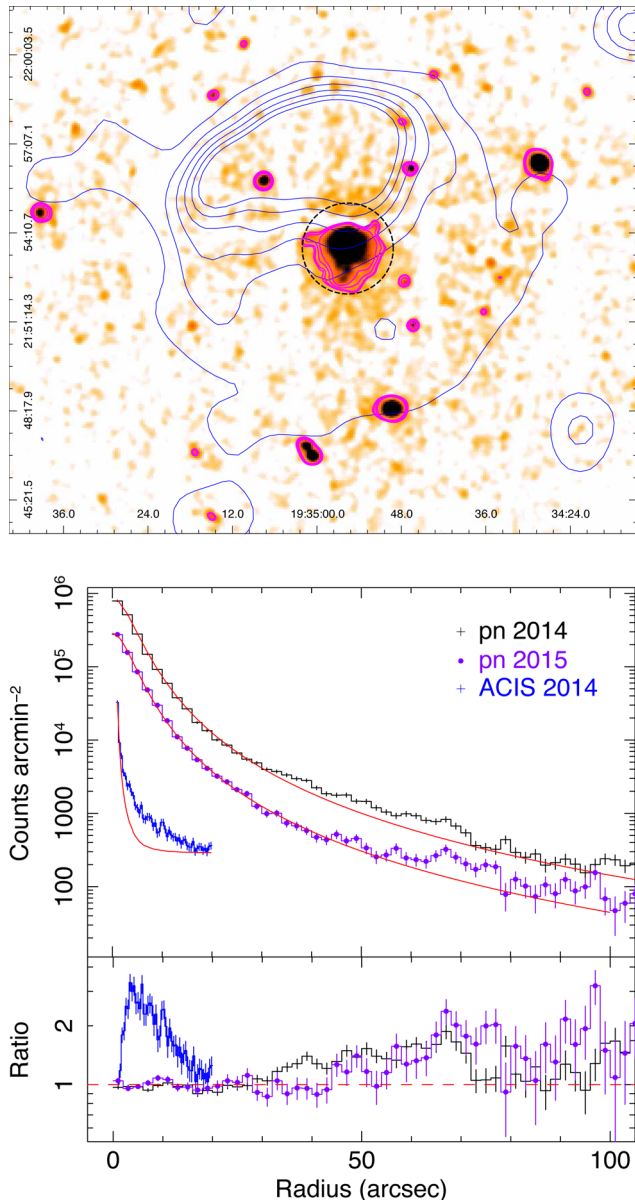 22:00:03.5
57:07.1
54:10.7
21:51:14.3
48:17.9
45:21.5
36.0 24.0 12.0 19:35:00.0 48.0 36.0 34:24.0
10⁶
10⁵
10⁴
1000
100
Counts arcmin⁻²
pn 2014
pn 2015
ACIS 2014
2
1
Ratio
0 50 100
Radius (arcsec)